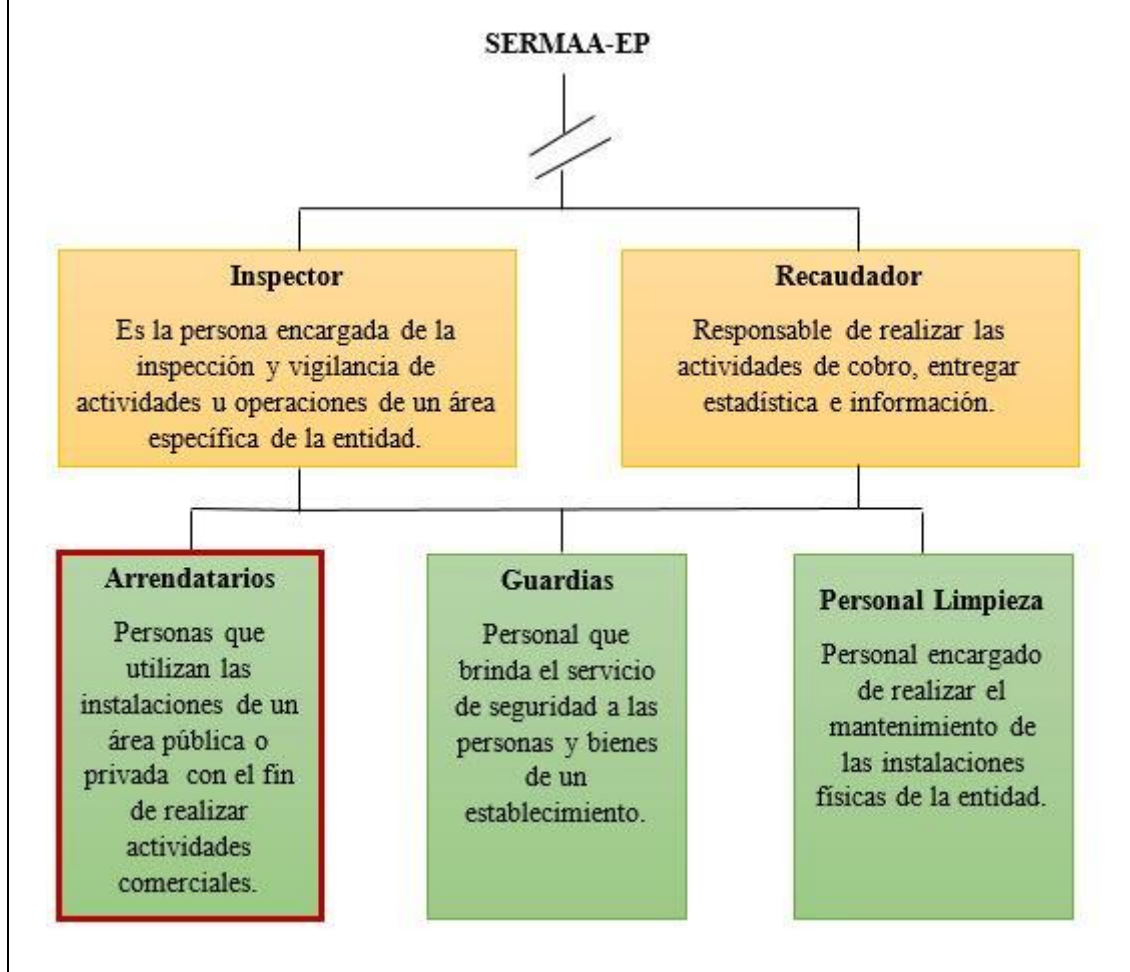 SERMAA-EP
Inspector
Es la persona encargada de la
inspección y vigilancia de
actividades u operaciones de un área
específica de la entidad.
Recaudador
Responsable de realizar las
actividades de cobro, entregar
estadística e información.
Arrendatarios
Personas que
utilizan las
instalaciones de un
área pública o
privada con el fin
de realizar
actividades
comerciales.
Guardias
Personal que
brinda el servicio
de seguridad a las
personas y bienes
de un
establecimiento.
Personal Limpieza
Personal encargado
de realizar el
mantenimiento de
las instalaciones
físicas de la entidad.